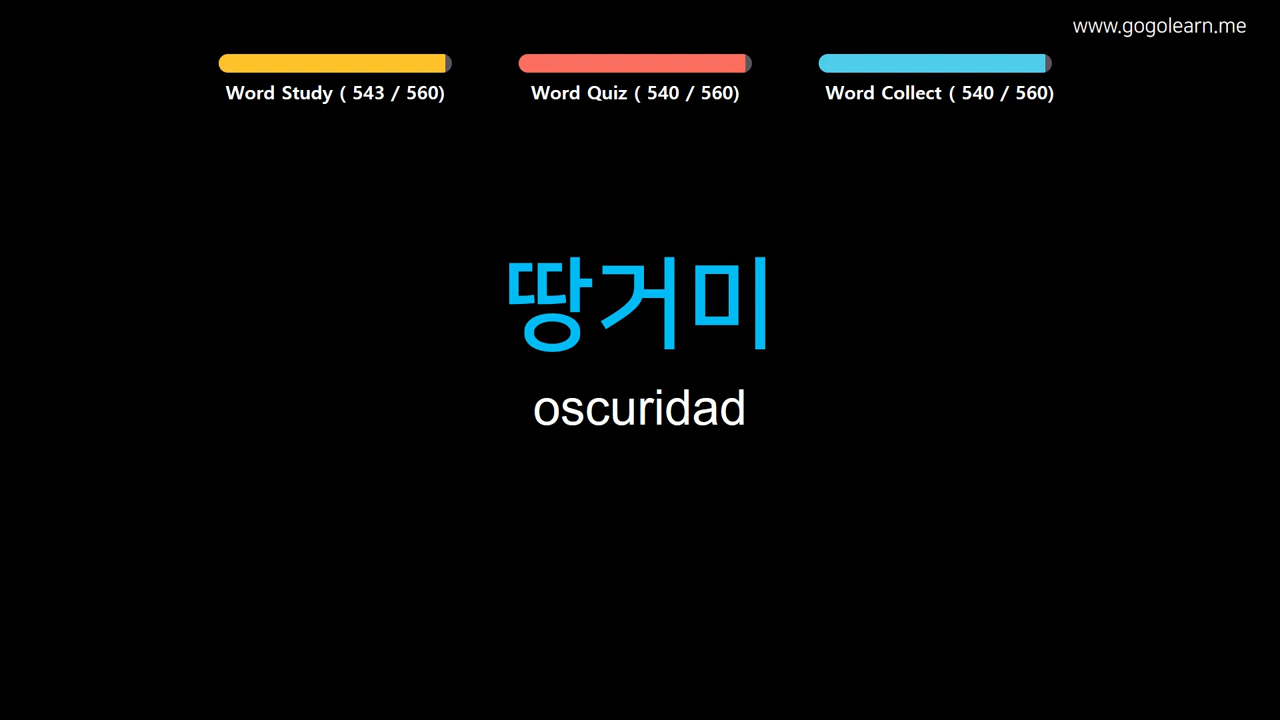 www.gogolearn.me
Word Study ( 543 / 560)
Word Quiz ( 540 / 560)
Word Collect ( 540 / 560)
땅거미
oscuridad